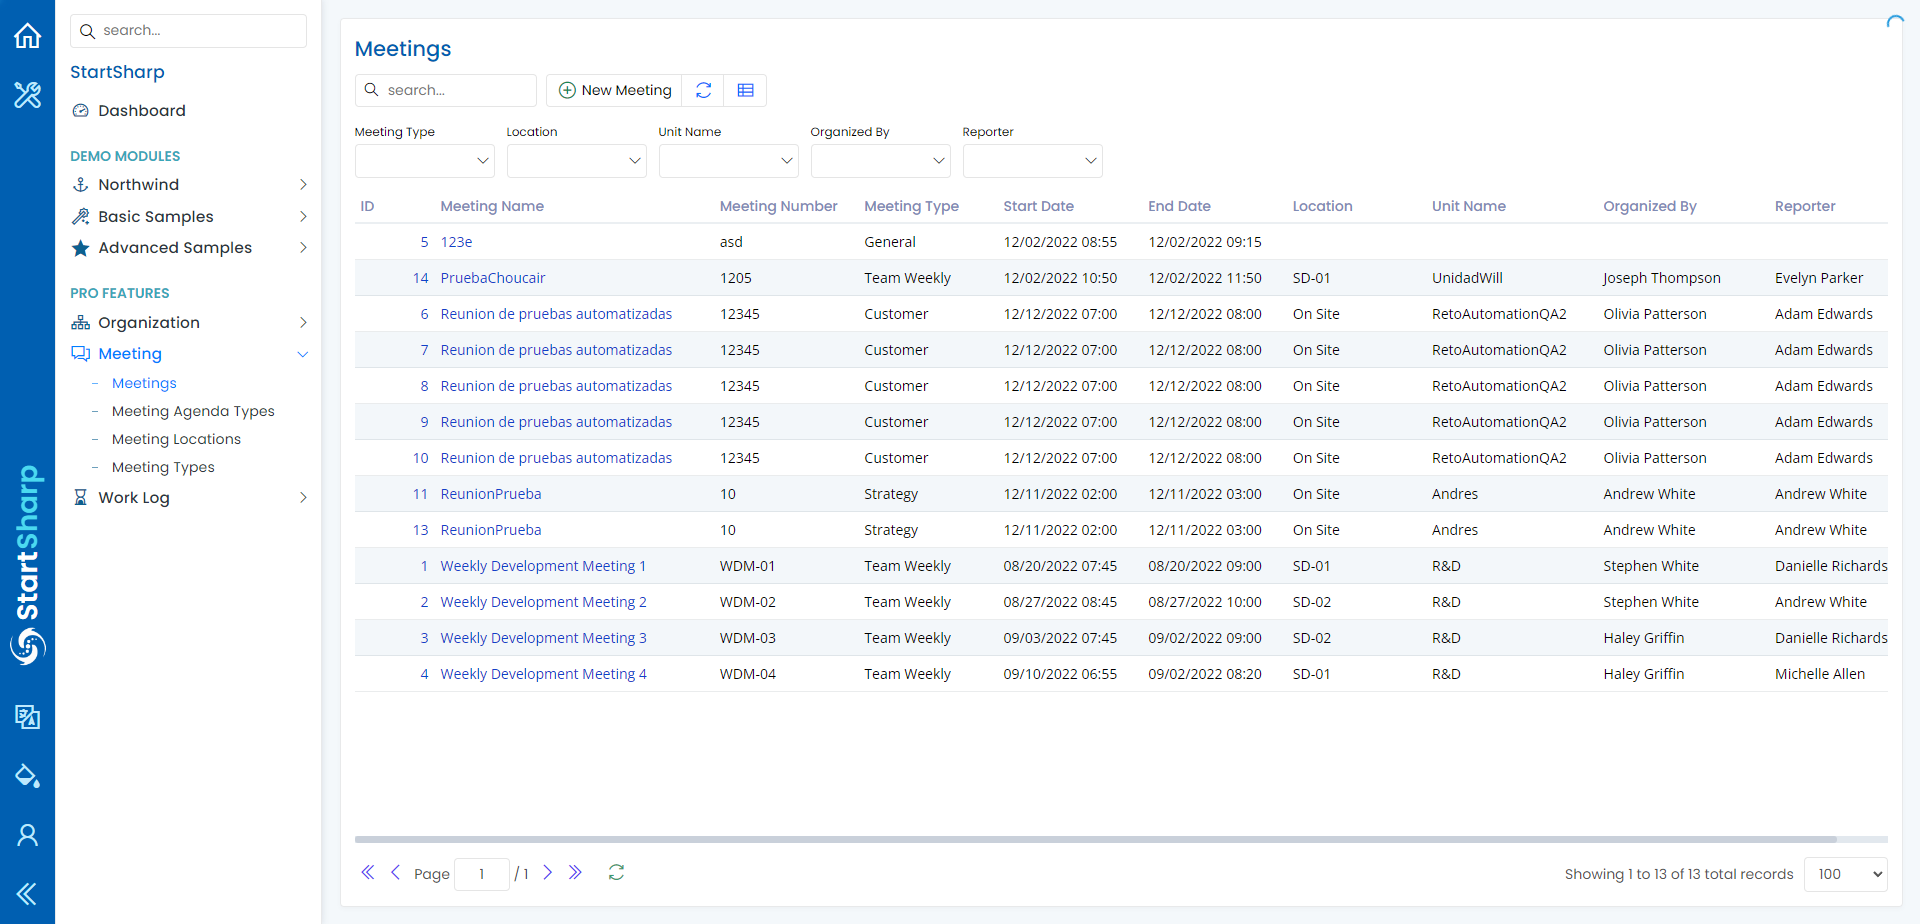 search...
StartSharp
Dashboard
DEMO MODULES
Northwind
Basic Samples
Advanced Samples
PRO FEATURES
Organization
Meeting
- Meetings
- Meeting Agenda Types
- Meeting Locations
- Meeting Types
Work Log
StartSharp
Meetings
search...
New Meeting
Meeting Type Location Unit Name Organized By Reporter
ID Meeting Name Meeting Number Meeting Type Start Date End Date Location Unit Name Organized By Reporter
5 123e asd General 12/02/2022 08:55 12/02/2022 09:15
14 PruebaChoucair 1205 Team Weekly 12/02/2022 10:50 12/02/2022 11:50 SD-01 UnidadWill Joseph Thompson Evelyn Parker
6 Reunion de pruebas automatizadas 12345 Customer 12/12/2022 07:00 12/12/2022 08:00 On Site RetoAutomationQA2 Olivia Patterson Adam Edwards
7 Reunion de pruebas automatizadas 12345 Customer 12/12/2022 07:00 12/12/2022 08:00 On Site RetoAutomationQA2 Olivia Patterson Adam Edwards
8 Reunion de pruebas automatizadas 12345 Customer 12/12/2022 07:00 12/12/2022 08:00 On Site RetoAutomationQA2 Olivia Patterson Adam Edwards
9 Reunion de pruebas automatizadas 12345 Customer 12/12/2022 07:00 12/12/2022 08:00 On Site RetoAutomationQA2 Olivia Patterson Adam Edwards
10 Reunion de pruebas automatizadas 12345 Customer 12/12/2022 07:00 12/12/2022 08:00 On Site RetoAutomationQA2 Olivia Patterson Adam Edwards
11 ReunionPrueba 10 Strategy 12/11/2022 02:00 12/11/2022 03:00 On Site Andres Andrew White Andrew White
13 ReunionPrueba 10 Strategy 12/11/2022 02:00 12/11/2022 03:00 On Site Andres Andrew White Andrew White
1 Weekly Development Meeting 1 WDM-01 Team Weekly 08/20/2022 07:45 08/20/2022 09:00 SD-01 R&D Stephen White Danielle Richards
2 Weekly Development Meeting 2 WDM-02 Team Weekly 08/27/2022 08:45 08/27/2022 10:00 SD-02 R&D Stephen White Andrew White
3 Weekly Development Meeting 3 WDM-03 Team Weekly 09/03/2022 07:45 09/02/2022 09:00 SD-02 R&D Haley Griffin Danielle Richards
4 Weekly Development Meeting 4 WDM-04 Team Weekly 09/10/2022 06:55 09/02/2022 08:20 SD-01 R&D Haley Griffin Michelle Allen
Page 1 / 1
Showing 1 to 13 of 13 total records 100